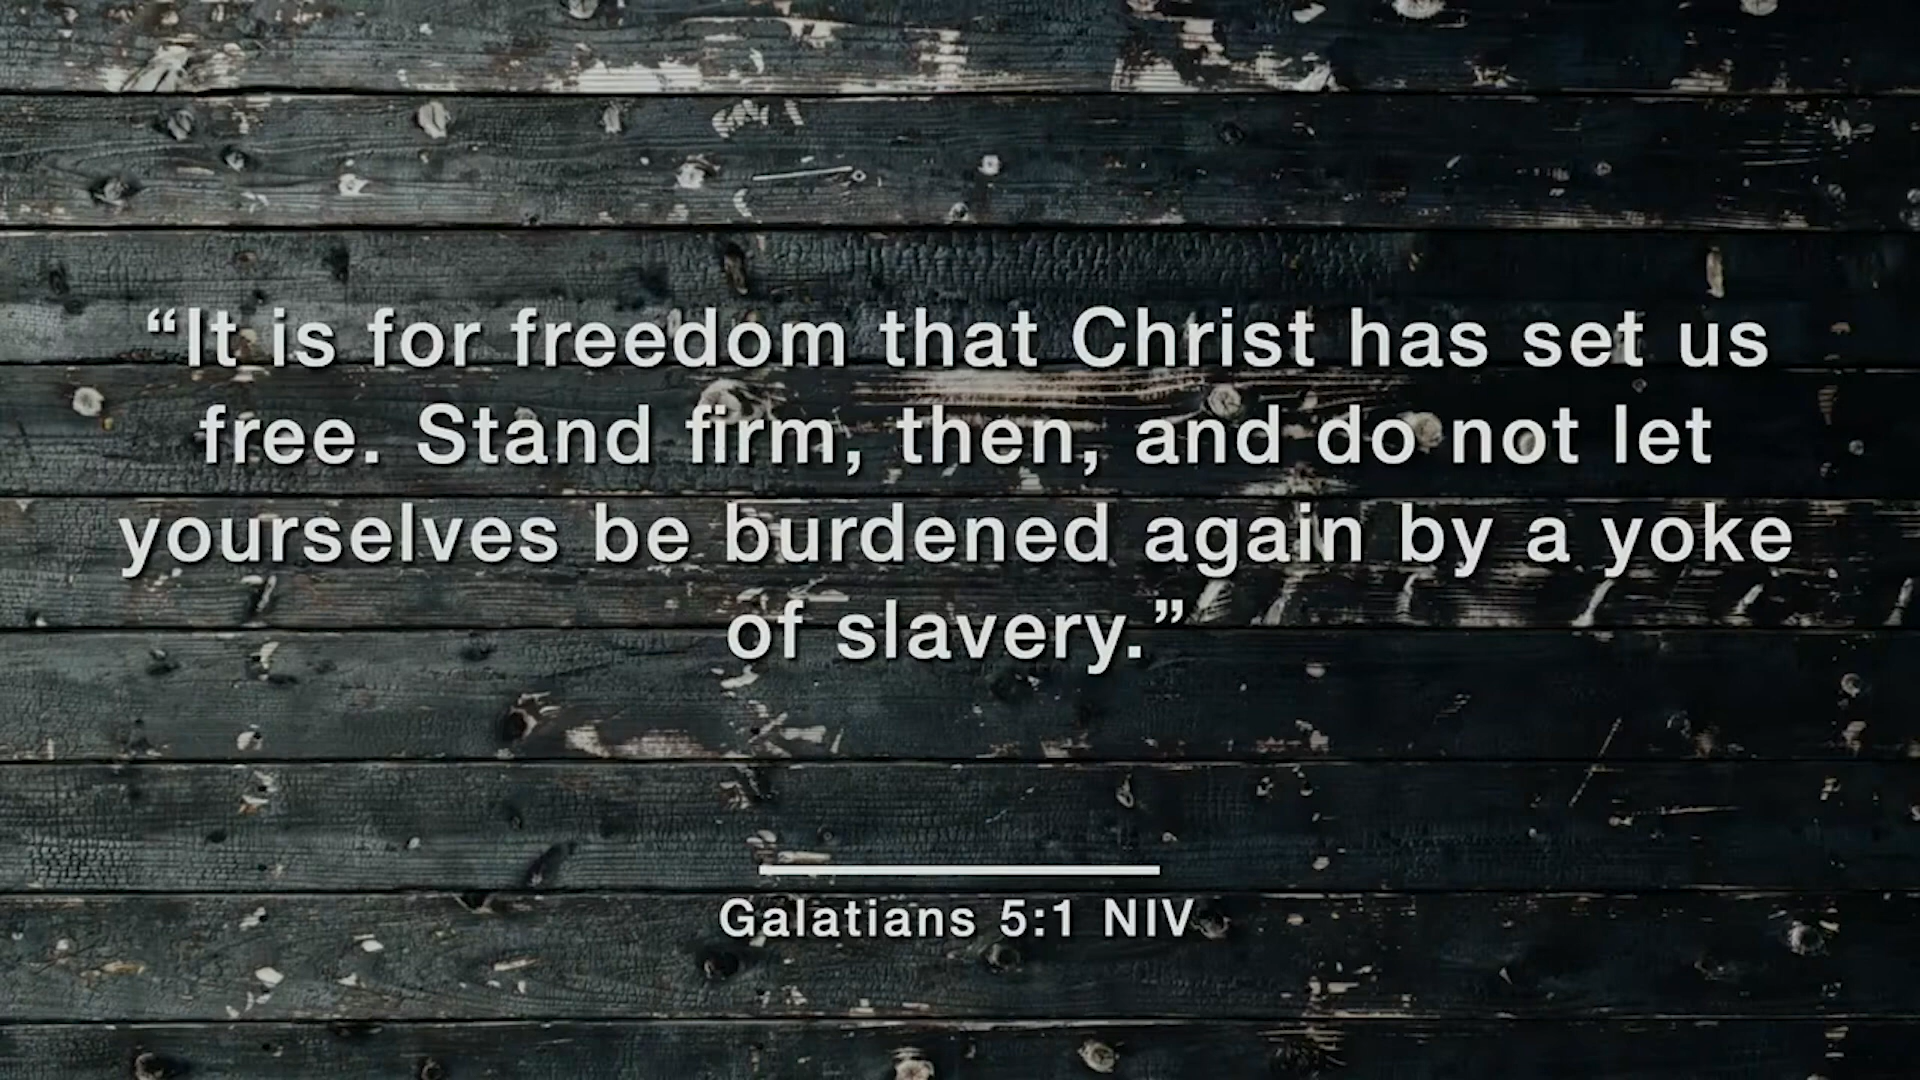 “It is for freedom that Christ has set us
free. Stand firm, then, and do not let
yourselves be burdened again by a yoke
of slavery.”
Galatians 5:1 NIV